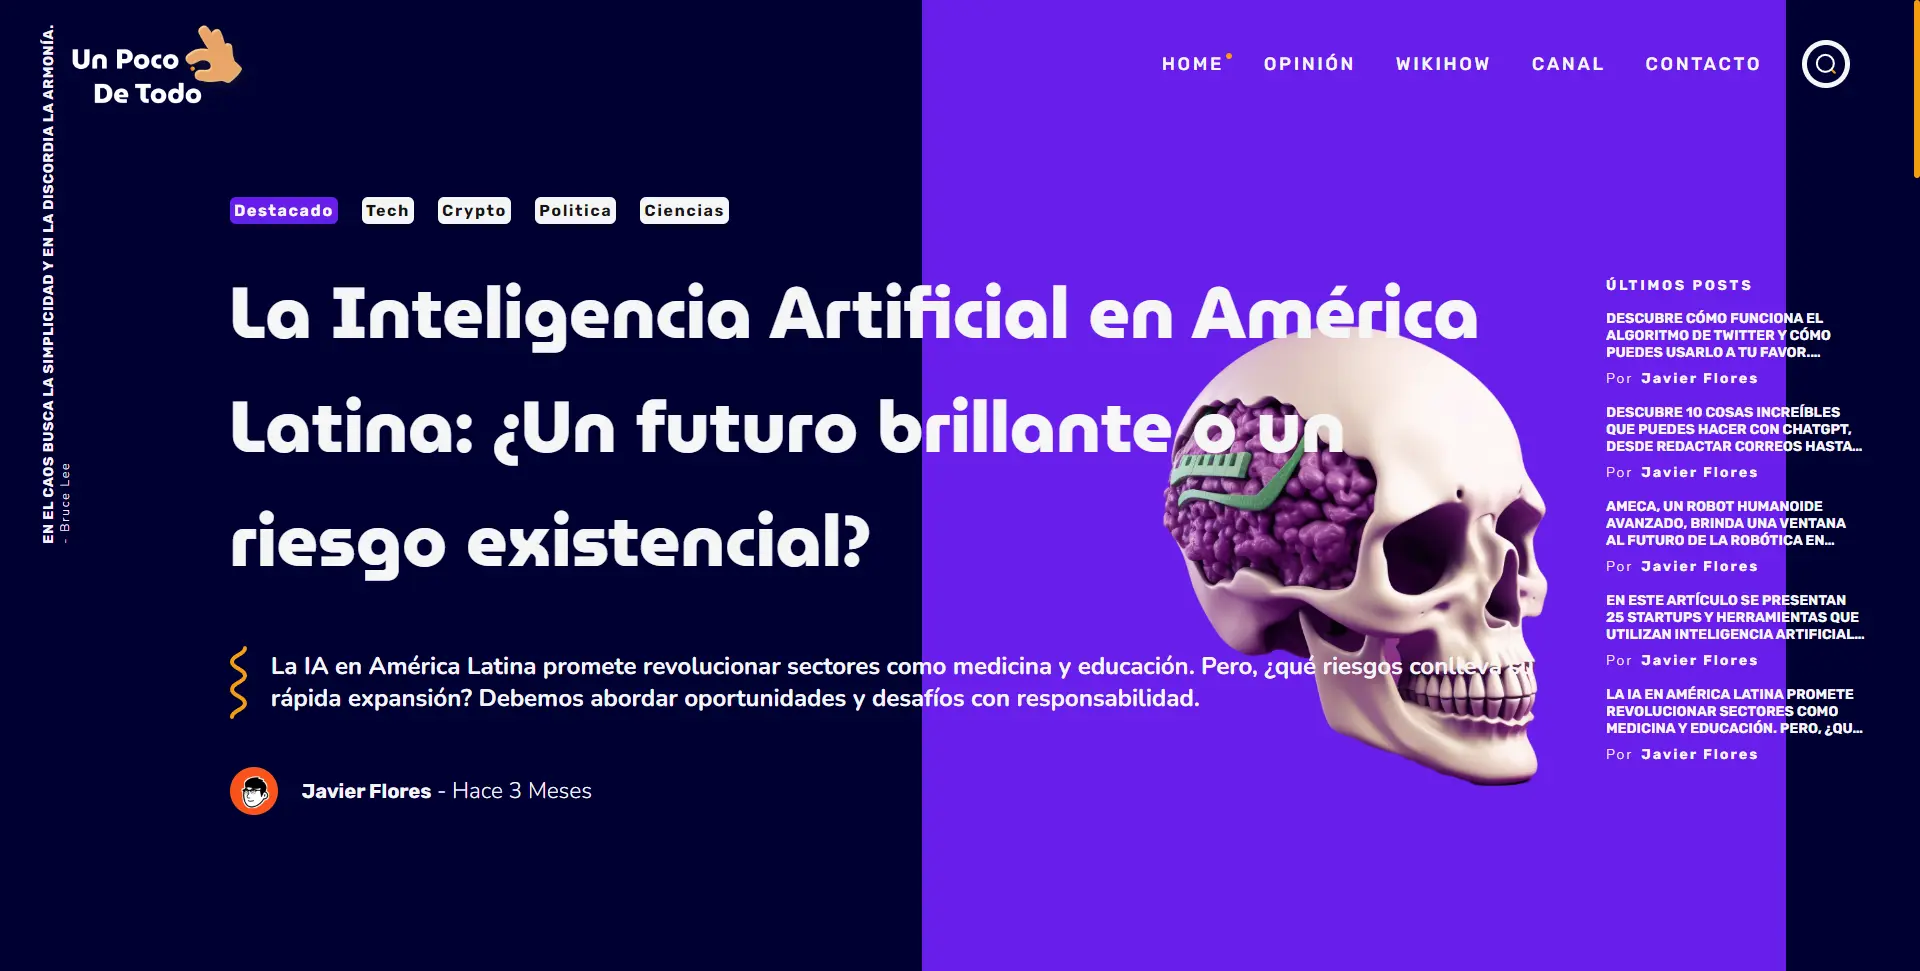 EN EL CAOS BUSCA LA SIMPLICIDAD Y EN LA DISCORDIA LA ARMONÍA.
- Bruce Lee
Un Poco
De Todo
HOME
OPINIÓN
WIKIHOW
CANAL
CONTACTO
Destacado
Tech
Crypto
Politica
Ciencias
La Inteligencia Artificial en América
Latina: ¿Un futuro brillante o un
riesgo existencial?
La IA en América Latina promete revolucionar sectores como medicina y educación. Pero, ¿qué riesgos conlleva su
rápida expansión? Debemos abordar oportunidades y desafíos con responsabilidad.
Javier Flores - Hace 3 Meses
ÚLTIMOS POSTS
DESCUBRE CÓMO FUNCIONA EL
ALGORITMO DE TWITTER Y CÓMO
PUEDES USARLO A TU FAVOR....
Por Javier Flores
DESCUBRE 10 COSAS INCREÍBLES
QUE PUEDES HACER CON CHATGPT,
DESDE REDACTAR CORREOS HASTA...
Por Javier Flores
AMECA, UN ROBOT HUMANOIDE
AVANZADO, BRINDA UNA VENTANA
AL FUTURO DE LA ROBÓTICA EN...
Por Javier Flores
EN ESTE ARTÍCULO SE PRESENTAN
25 STARTUPS Y HERRAMIENTAS QUE
UTILIZAN INTELIGENCIA ARTIFICIAL...
Por Javier Flores
LA IA EN AMÉRICA LATINA PROMETE
REVOLUCIONAR SECTORES COMO
MEDICINA Y EDUCACIÓN. PERO, ¿QU...
Por Javier Flores